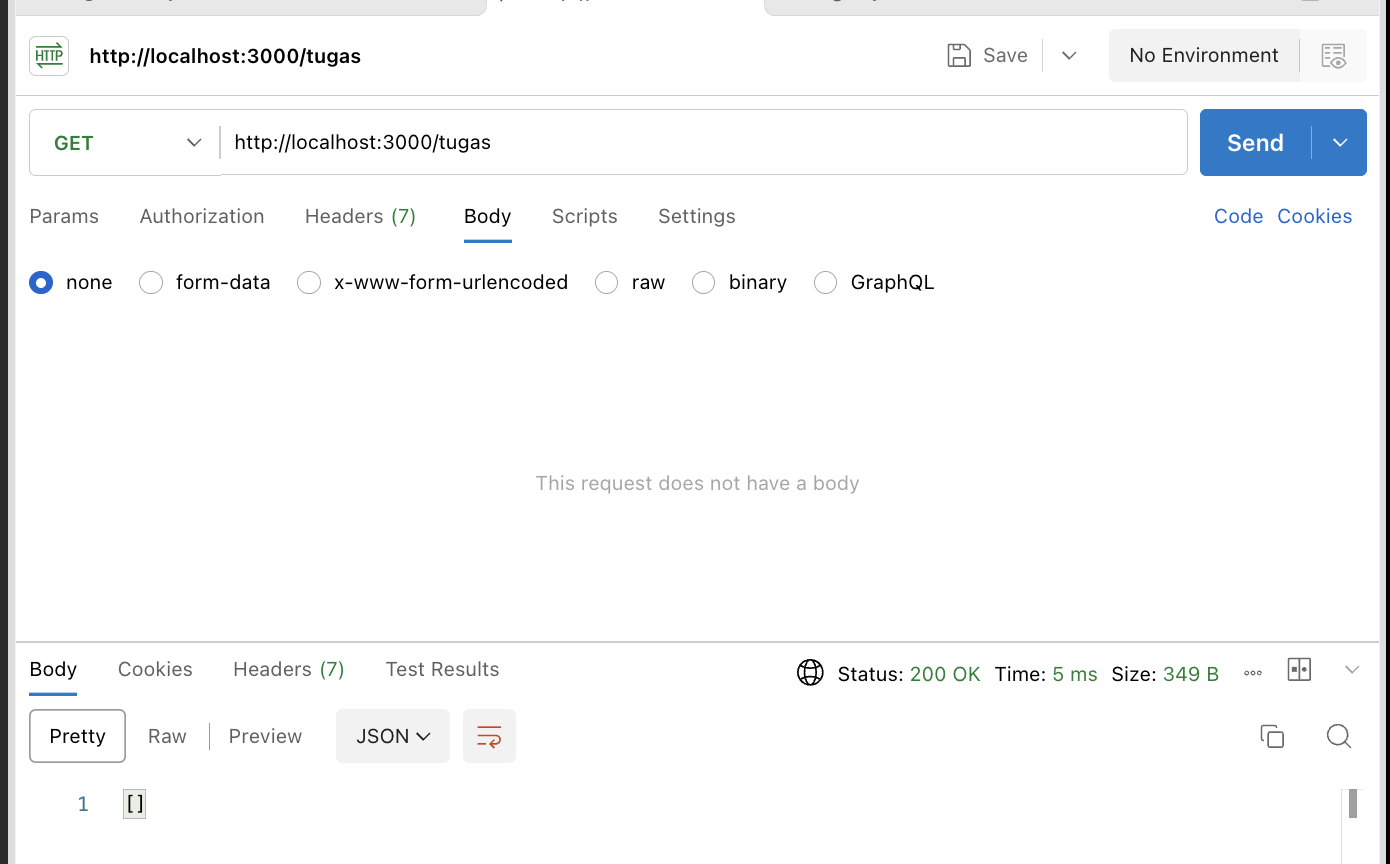 HTTP http://localhost:3000/tugas Save No Environment
GET http://localhost:3000/tugas Send
Params Authorization Headers (7) Body Scripts Settings Code Cookies
none form-data x-www-form-urlencoded raw binary GraphQL
This request does not have a body
Body Cookies Headers (7) Test Results Status: 200 OK Time: 5 ms Size: 349 B
Pretty Raw Preview JSON
1 []